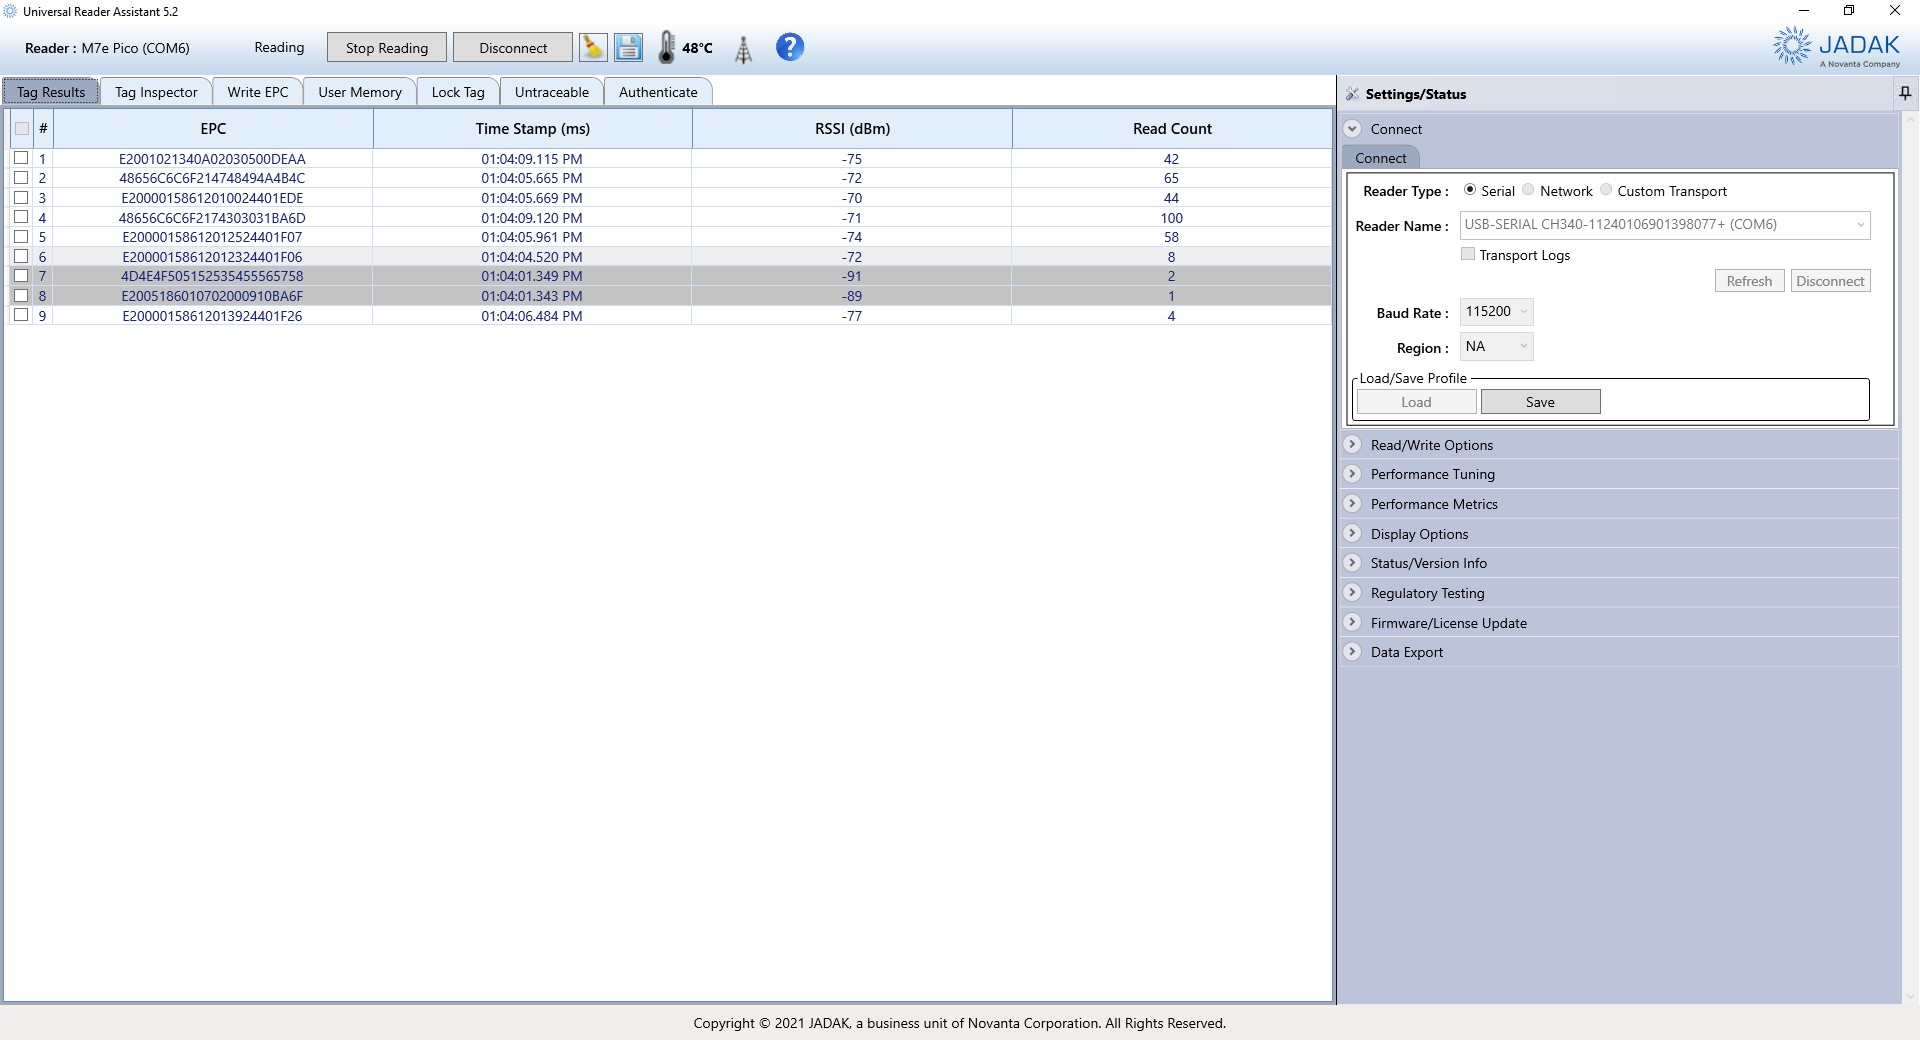 Universal Reader Assistant 5.2
Reader : M7e Pico (COM6) Reading Stop Reading Disconnect 48°C ? JADAK
A Novanta Company
Tag Results Tag Inspector Write EPC User Memory Lock Tag Untraceable Authenticate
# EPC Time Stamp (ms) RSSI (dBm) Read Count
1 E2001021340A02030500DEAA 01:04:09.115 PM -75 42
2 48656C6C6F214748494A4B4C 01:04:05.665 PM -72 65
3 E20000158612010024401EDE 01:04:05.669 PM -70 44
4 48656C6C6F2174303031BA6D 01:04:09.120 PM -71 100
5 E20000158612012524401F07 01:04:05.961 PM -74 58
6 E20000158612012324401F06 01:04:04.520 PM -72 8
7 4D4E4F505152535455565758 01:04:01.349 PM -91 2
8 E2005186010702000910BA6F 01:04:01.343 PM -89 1
9 E20000158612013924401F26 01:04:06.484 PM -77 4
Settings/Status
Connect
Connect
Reader Type : Serial Network Custom Transport
Reader Name : USB-SERIAL CH340-11240106901398077+ (COM6)
Transport Logs
Refresh Disconnect
Baud Rate : 115200
Region : NA
Load/Save Profile
Load Save
Read/Write Options
Performance Tuning
Performance Metrics
Display Options
Status/Version Info
Regulatory Testing
Firmware/License Update
Data Export
Copyright © 2021 JADAK, a business unit of Novanta Corporation. All Rights Reserved.